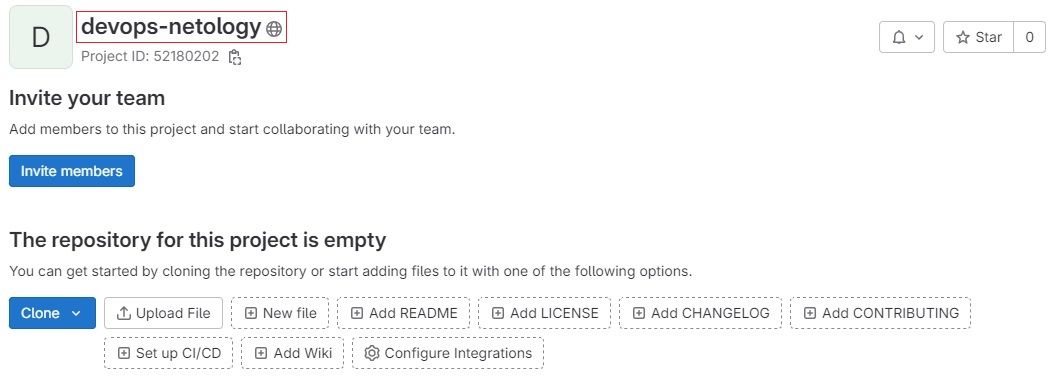 D
devops-netology
Project ID: 52180202
Star 0
Invite your team
Add members to this project and start collaborating with your team.
Invite members
The repository for this project is empty
You can get started by cloning the repository or start adding files to it with one of the following options.
Clone Upload File New file Add README Add LICENSE Add CHANGELOG Add CONTRIBUTING
Set up CI/CD Add Wiki Configure Integrations